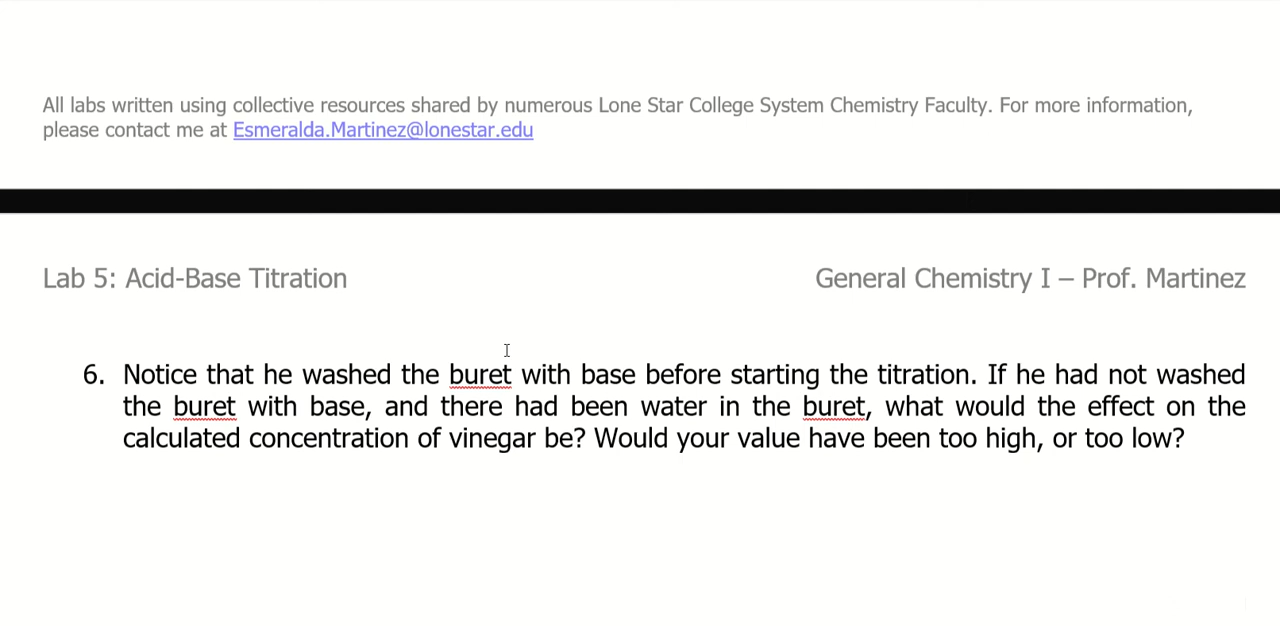 All labs written using collective resources shared by numerous Lone Star College System Chemistry Faculty. For more information,
please contact me at Esmeralda.Martinez@lonestar.edu
Lab 5: Acid-Base Titration
General Chemistry I – Prof. Martinez
6. Notice that he washed the buret with base before starting the titration. If he had not washed
the buret with base, and there had been water in the buret, what would the effect on the
calculated concentration of vinegar be? Would your value have been too high, or too low?